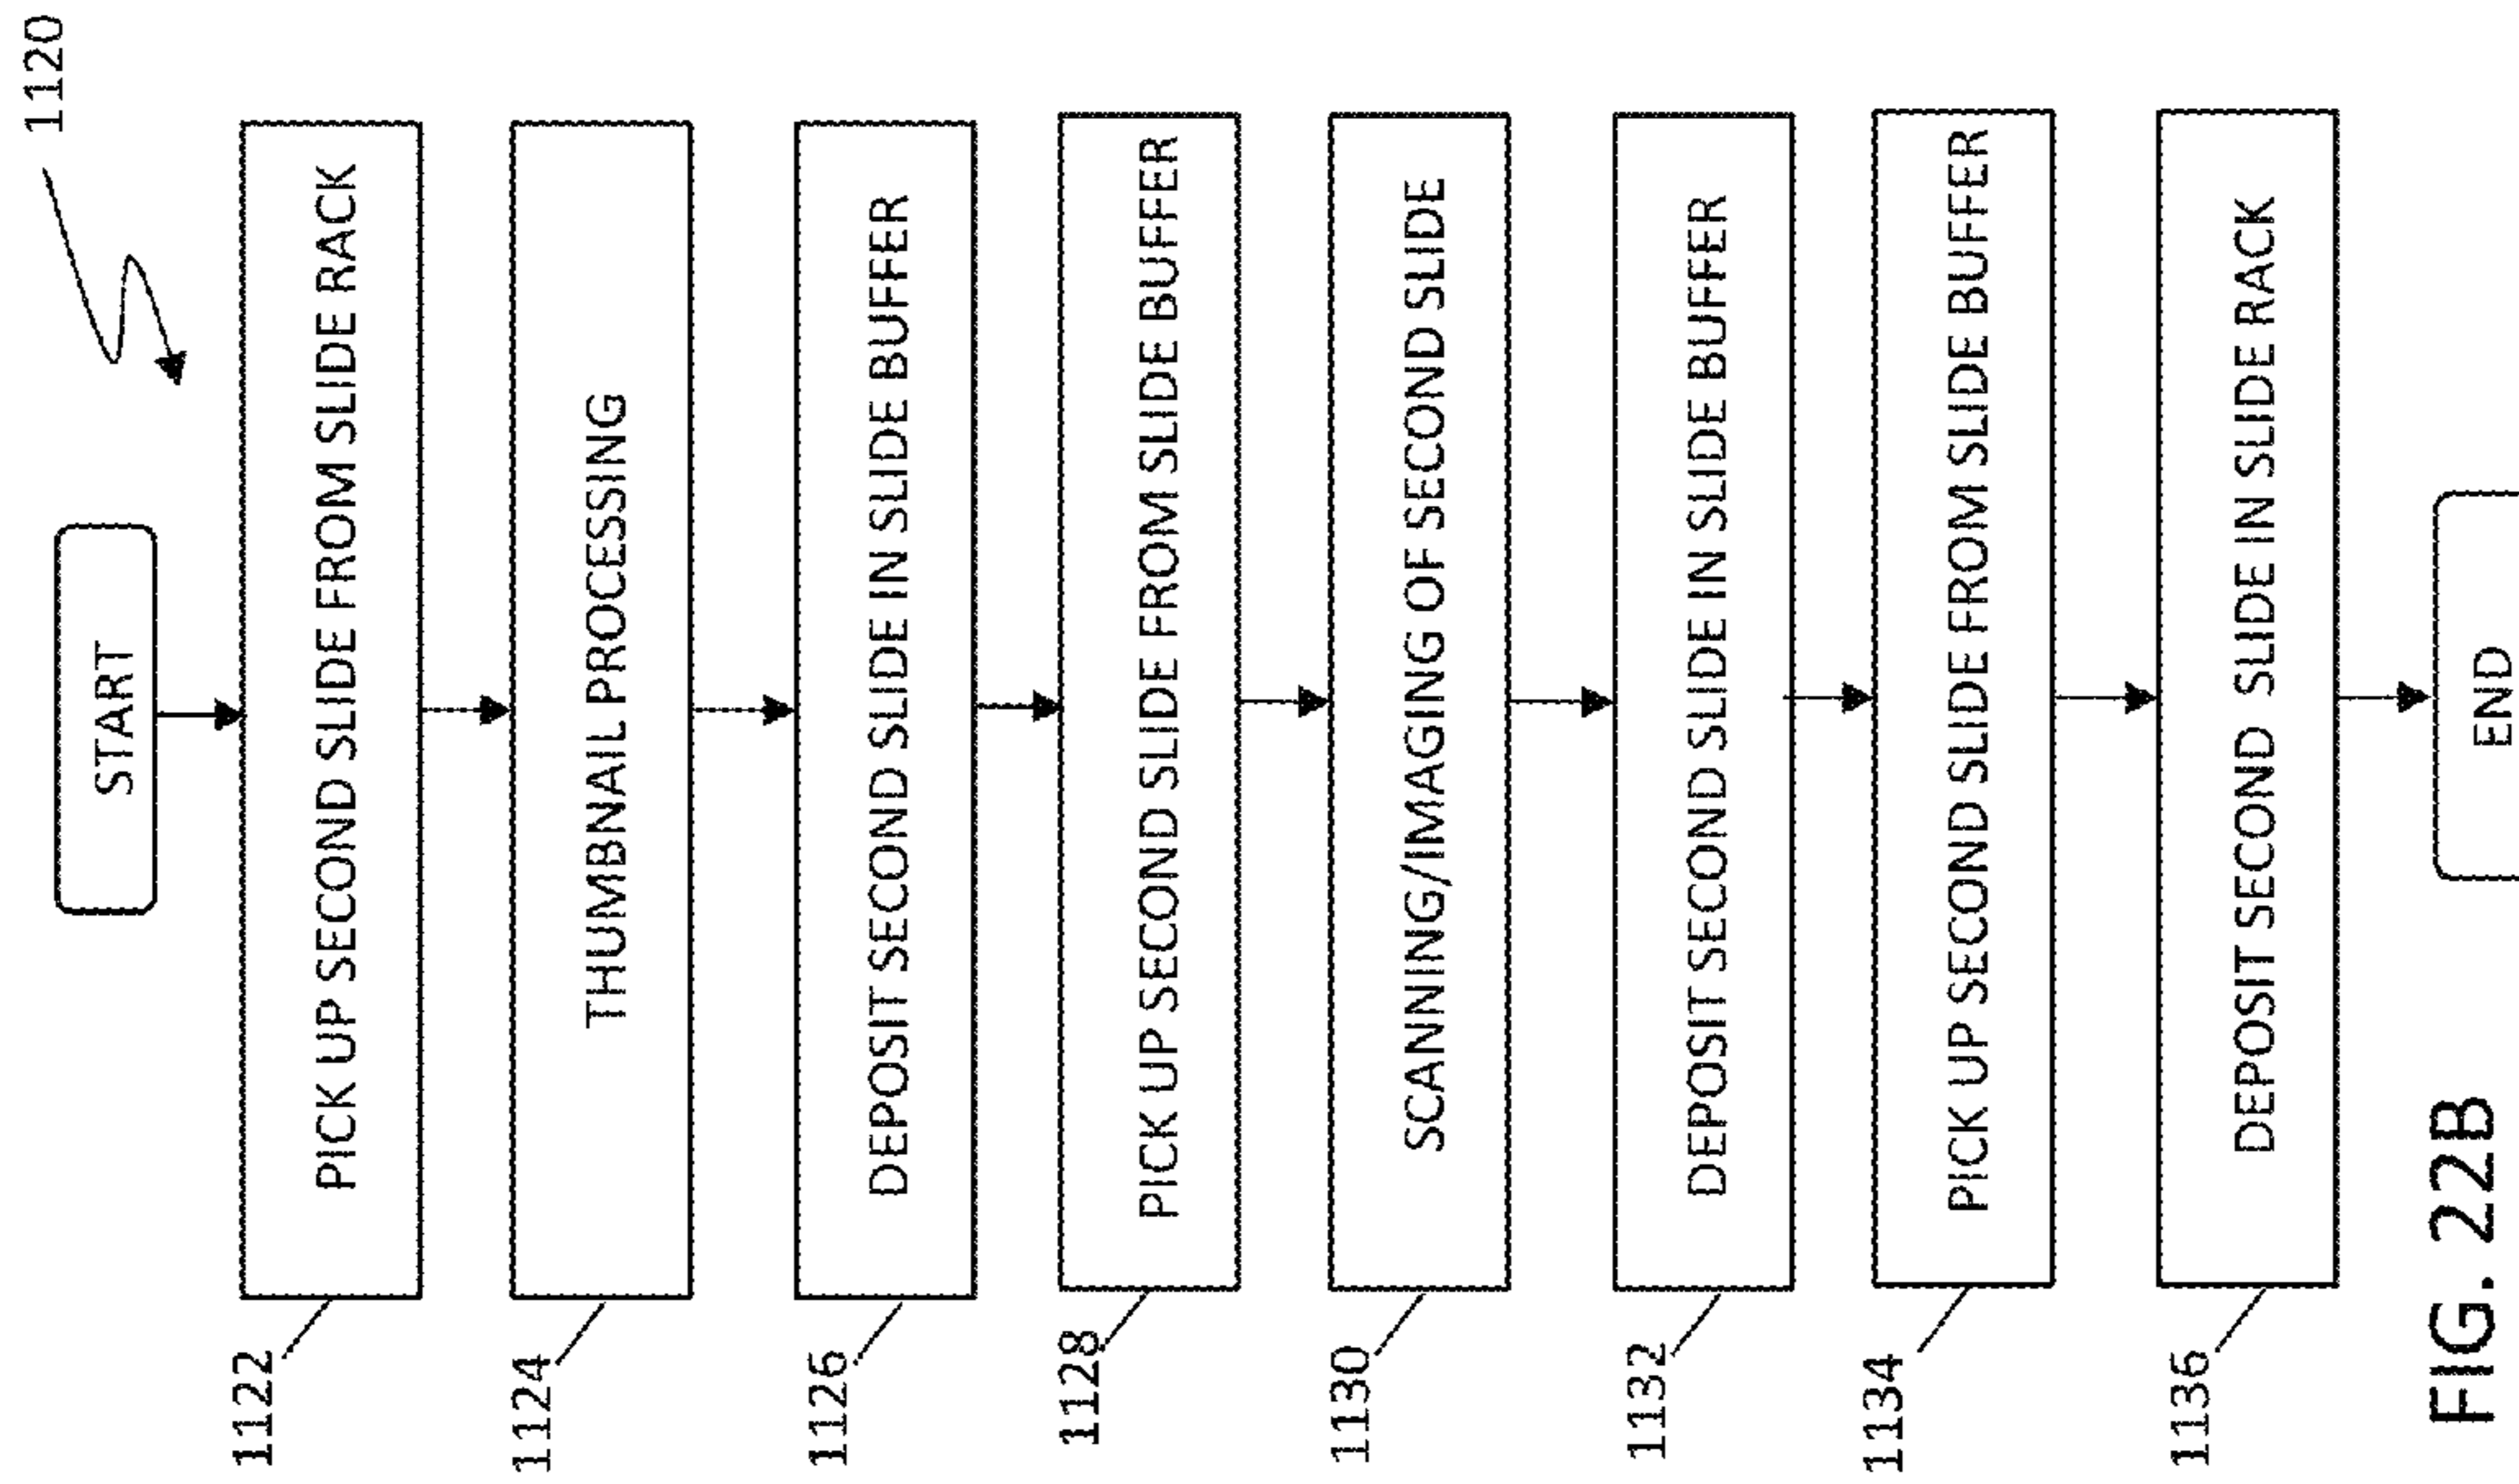 1120
START
1122
PICK UP SECOND SLIDE FROM SLIDE RACK
1124
THUMBNAIL PROCESSING
1126
DEPOSIT SECOND SLIDE IN SLIDE BUFFER
1128
PICK UP SECOND SLIDE FROM SLIDE BUFFER
1130
SCANNING/IMAGING OF SECOND SLIDE
1132
DEPOSIT SECOND SLIDE IN SLIDE BUFFER
1134
PICK UP SECOND SLIDE FROM SLIDE BUFFER
1136
DEPOSIT SECOND SLIDE IN SLIDE RACK
END
FIG. 22B